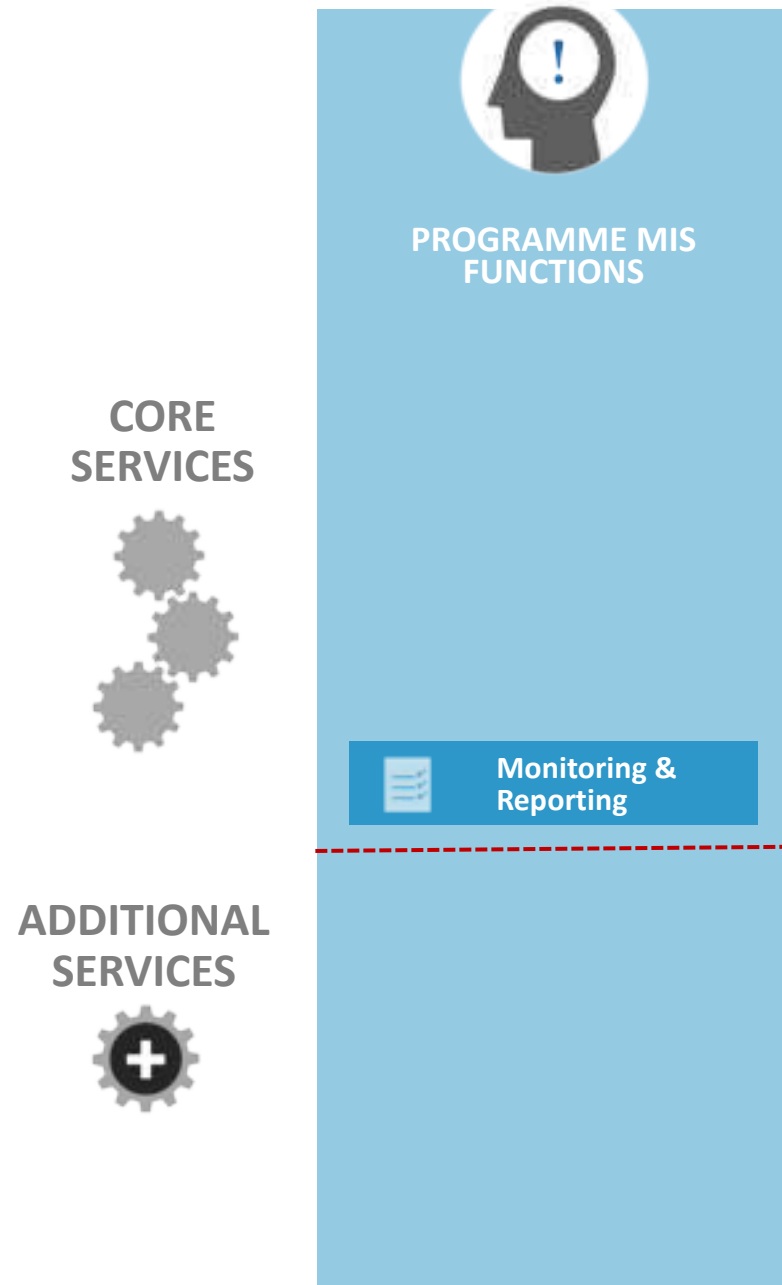 !
PROGRAMME MIS
FUNCTIONS
CORE
SERVICES
Monitoring &
Reporting
ADDITIONAL
SERVICES